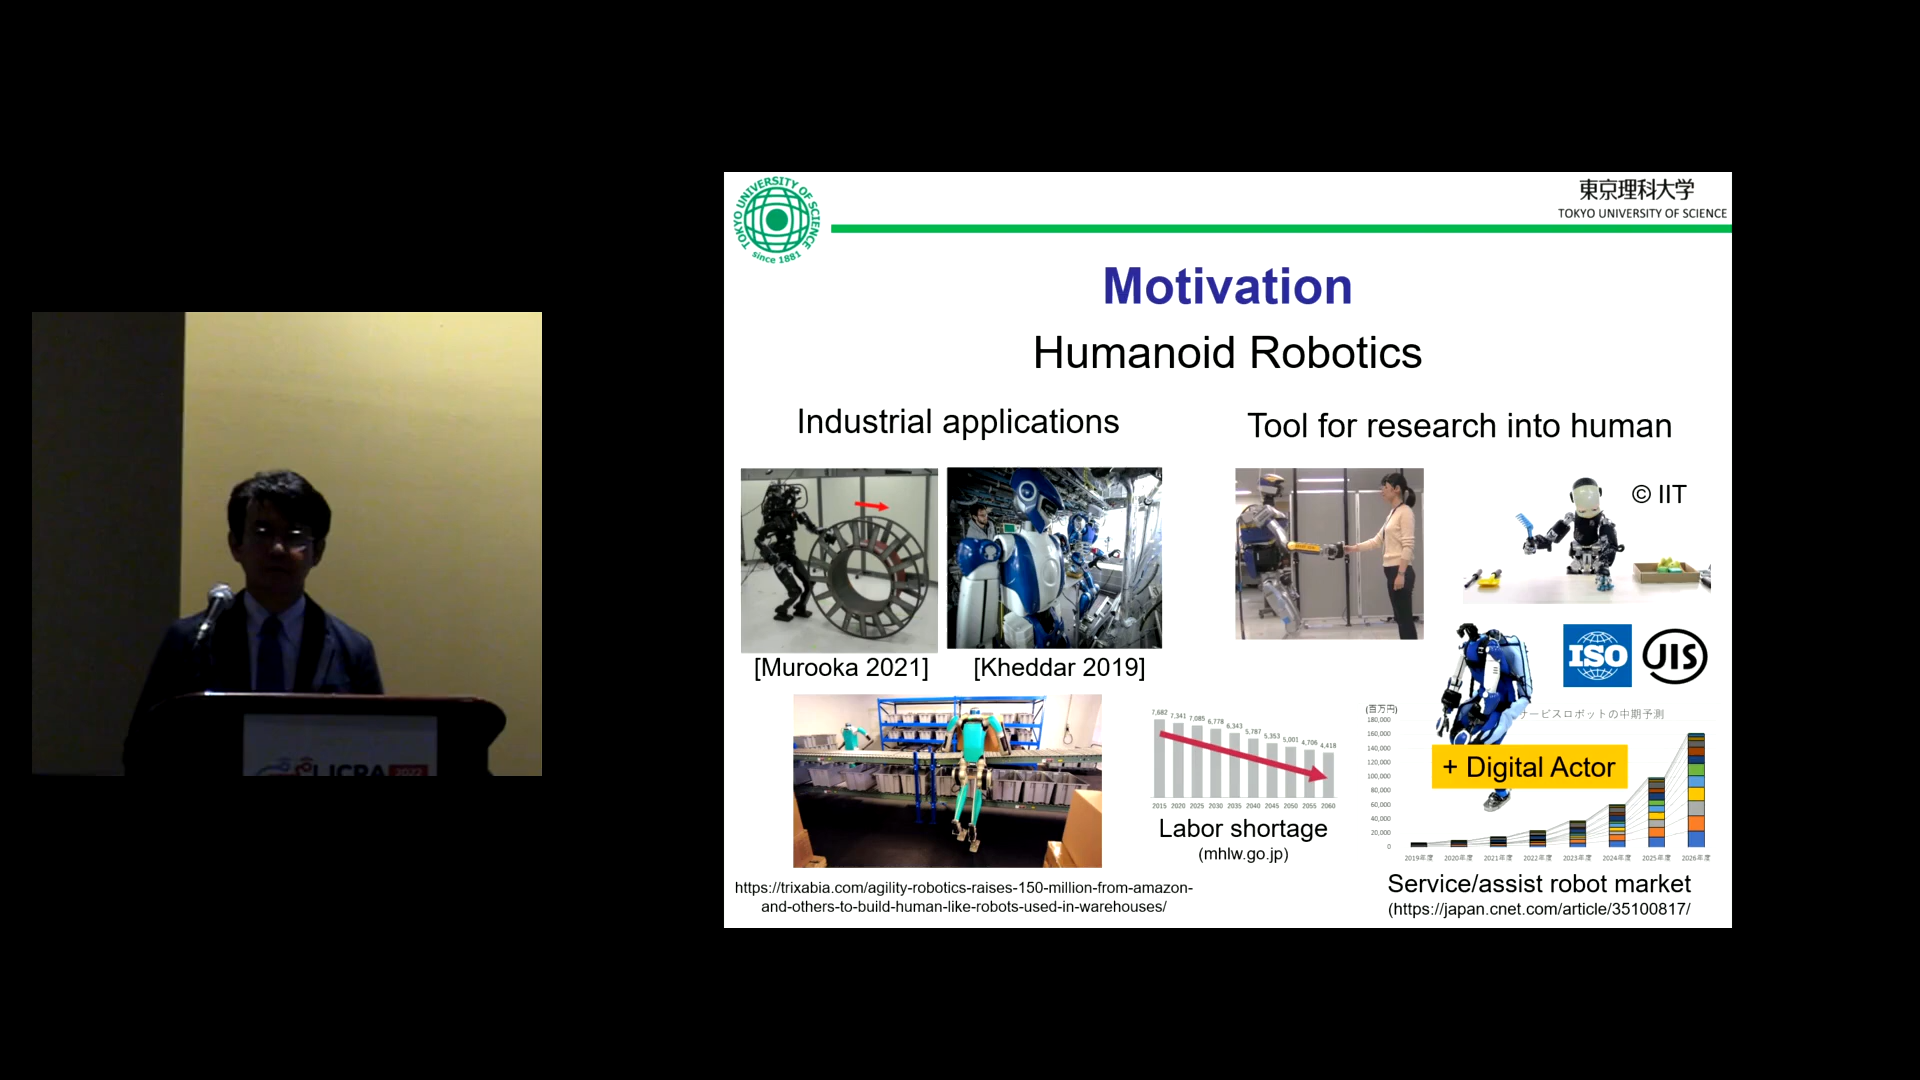 TOKYO UNIVERSITY OF SCIENCE
since 1881
東京理科大学
TOKYO UNIVERSITY OF SCIENCE
Motivation
Humanoid Robotics
Industrial applications
Tool for research into human
© IIT
[Murooka 2021]
[Kheddar 2019]
ISO
JIS
7,682 7,341 7,085 6,778 6,343 5,787 5,353 5,001 4,706 4,418
2015 2020 2025 2030 2035 2040 2045 2050 2055 2060
Labor shortage
(mhlw.go.jp)
(百万円)
サービスロボットの中期予測
180,000
160,000
140,000
120,000
100,000
80,000
60,000
40,000
20,000
0
+ Digital Actor
2019年度 2020年度 2021年度 2022年度 2023年度 2024年度 2025年度 2026年度
Service/assist robot market
(https://japan.cnet.com/article/35100817/
https://trixabia.com/agility-robotics-raises-150-million-from-amazon-
and-others-to-build-human-like-robots-used-in-warehouses/
ICRA 2022